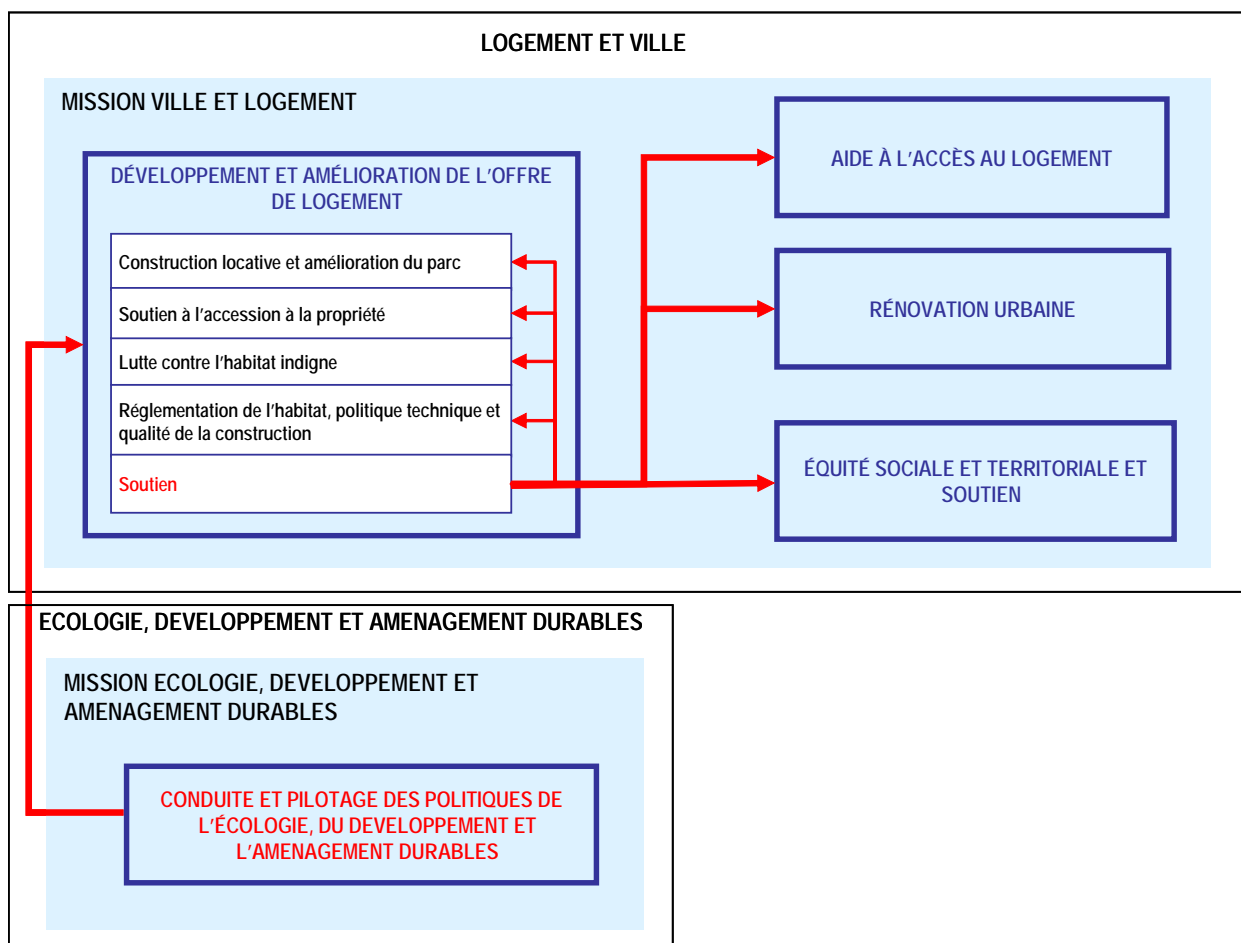 LOGEMENT ET VILLE
MISSION VILLE ET LOGEMENT
DÉVELOPPEMENT ET AMÉLIORATION DE L'OFFRE
DE LOGEMENT
Construction locative et amélioration du parc
Soutien à l'accession à la propriété
Lutte contre l'habitat indigne
Réglementation de l'habitat, politique technique et
qualité de la construction
Soutien
AIDE À L'ACCÈS AU LOGEMENT
RÉNOVATION URBAINE
ÉQUITÉ SOCIALE ET TERRITORIALE ET
SOUTIEN
ECOLOGIE, DEVELOPPEMENT ET AMENAGEMENT DURABLES
MISSION ECOLOGIE, DEVELOPPEMENT ET
AMENAGEMENT DURABLES
CONDUITE ET PILOTAGE DES POLITIQUES DE
L'ÉCOLOGIE, DU DEVELOPPEMENT ET
L'AMENAGEMENT DURABLES